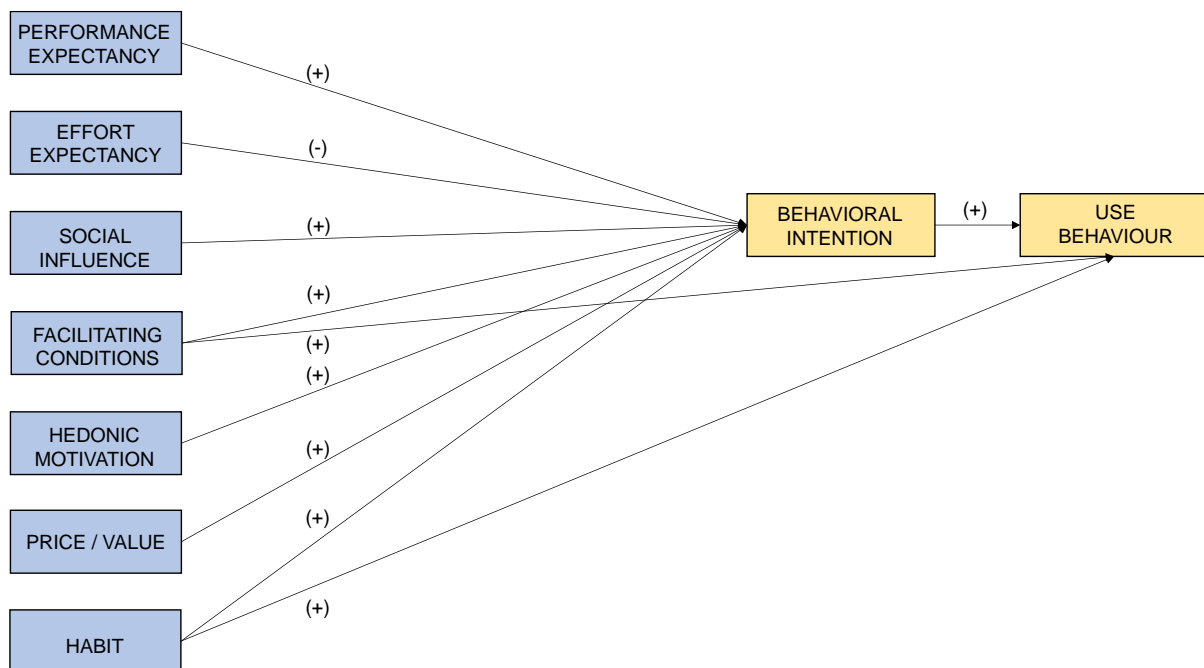 PERFORMANCE
EXPECTANCY
(+)
EFFORT
EXPECTANCY
(-)
SOCIAL
INFLUENCE
(+)
BEHAVIORAL
INTENTION
(+)
USE
BEHAVIOUR
FACILITATING
CONDITIONS
(+)
(+)
HEDONIC
MOTIVATION
(+)
PRICE / VALUE
(+)
HABIT
(+)
(+)